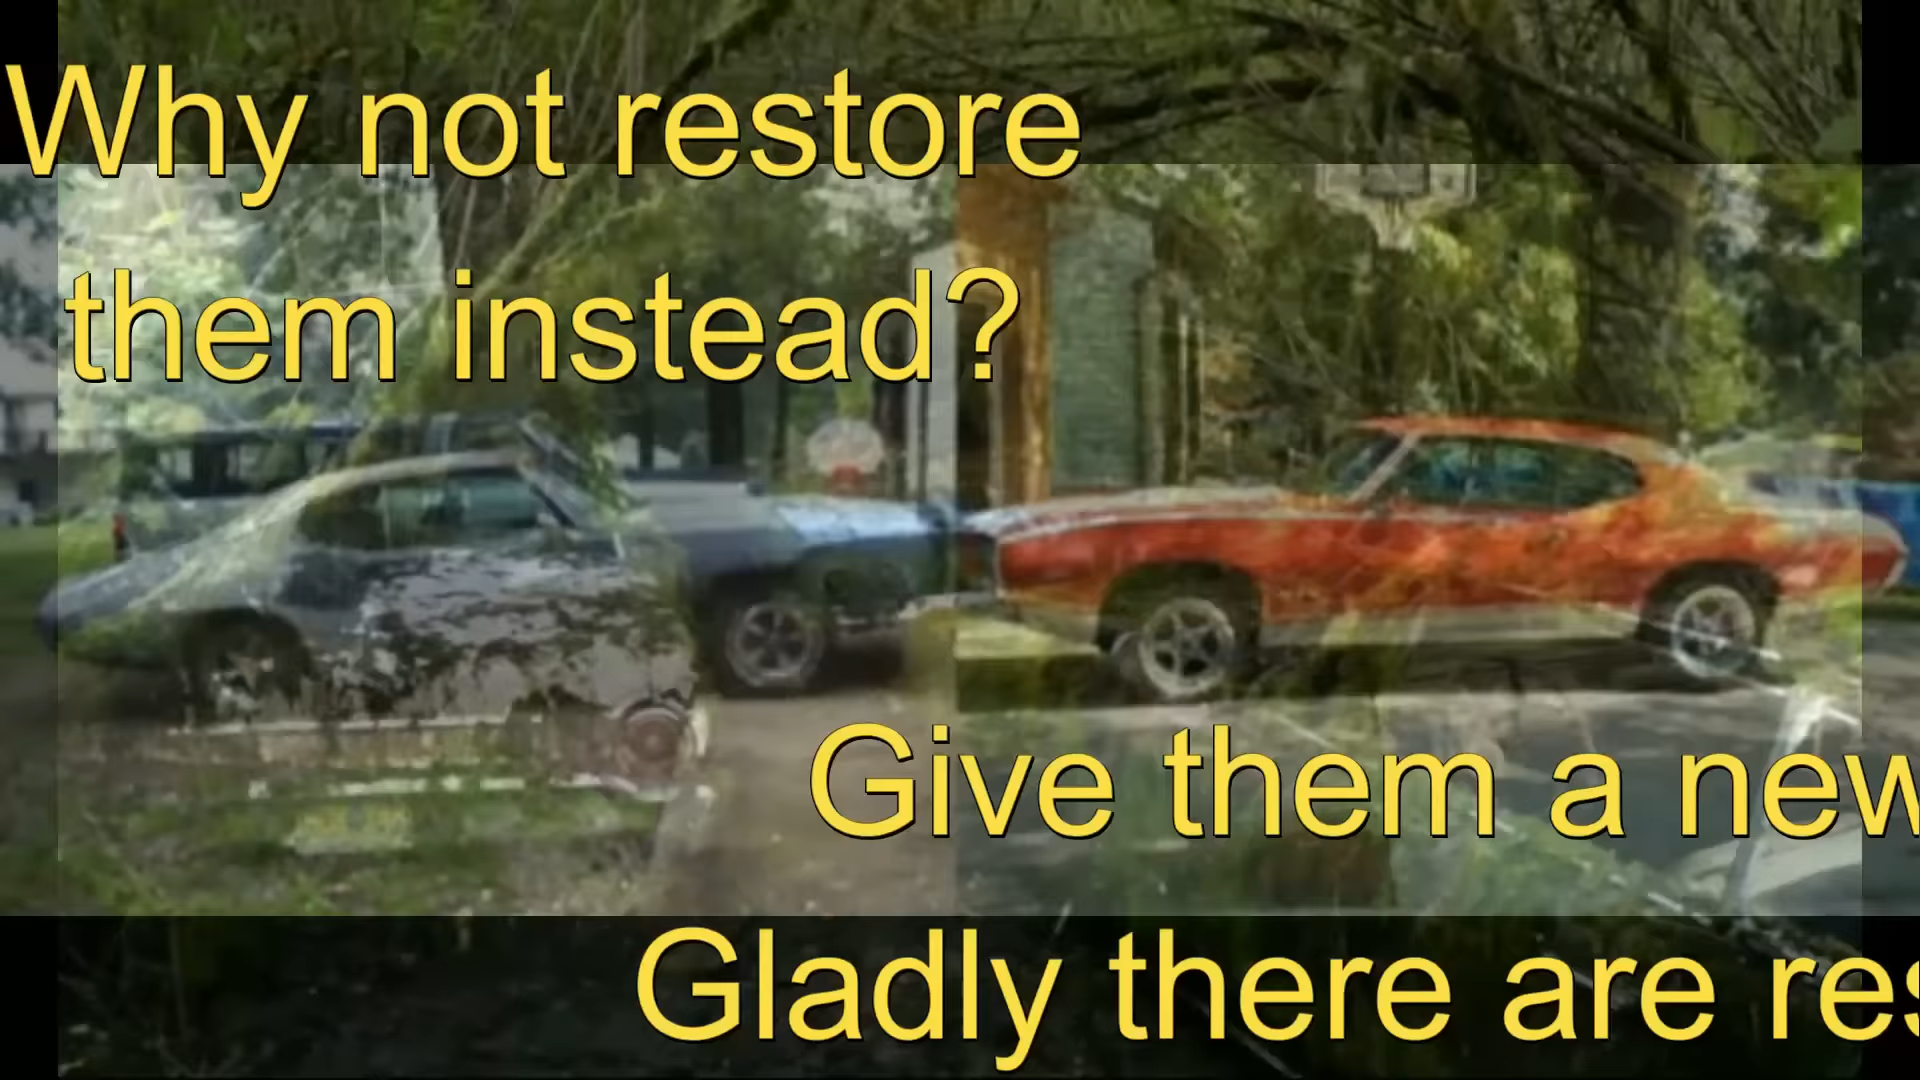 Why not restore
them instead?
Give them a new
Gladly there are